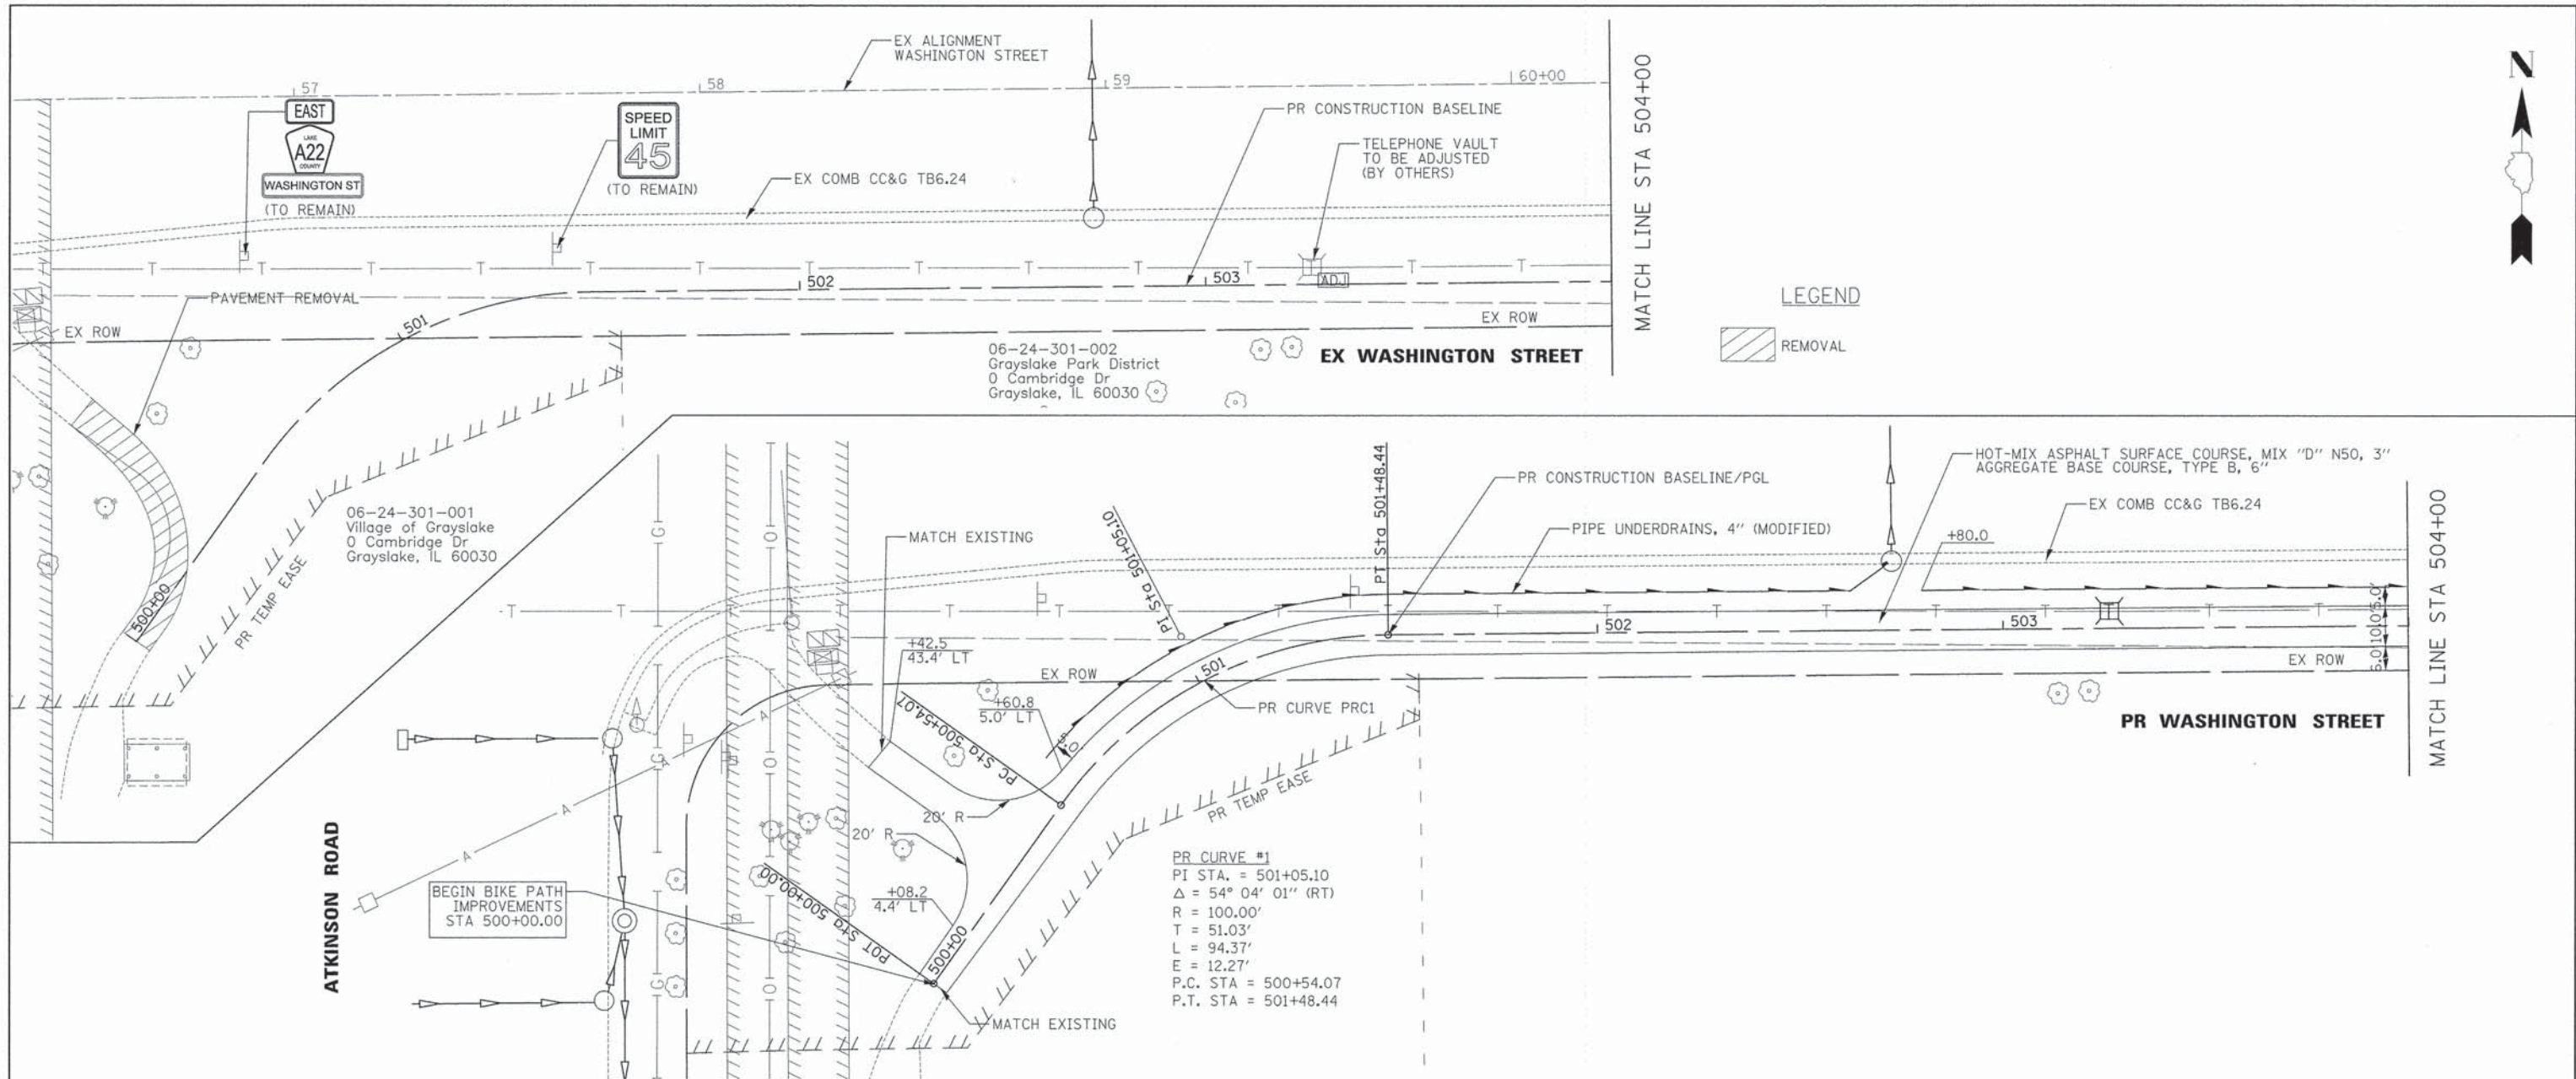 EX ALIGNMENT
WASHINGTON STREET
57
58
59
60+00
EAST
LAKE
A22
COUNTY
WASHINGTON ST
(TO REMAIN)
SPEED
LIMIT
45
(TO REMAIN)
EX COMB CC&G TB6.24
PR CONSTRUCTION BASELINE
TELEPHONE VAULT
TO BE ADJUSTED
(BY OTHERS)
MATCH LINE STA 504+00
N
T T T T T T T T T T T T
502
503
ADJ
PAVEMENT REMOVAL
501
EX ROW
EX ROW
06-24-301-002
Grayslake Park District
0 Cambridge Dr
Grayslake, IL 60030
EX WASHINGTON STREET
LEGEND
REMOVAL
06-24-301-001
Village of Grayslake
0 Cambridge Dr
Grayslake, IL 60030
500+00
PR TEMP EASE
MATCH EXISTING
PI Sta 501+05.10
PT Sta 501+48.44
PR CONSTRUCTION BASELINE/PGL
PIPE UNDERDRAINS, 4" (MODIFIED)
HOT-MIX ASPHALT SURFACE COURSE, MIX "D" N50, 3"
AGGREGATE BASE COURSE, TYPE B, 6"
EX COMB CC&G TB6.24
+80.0
MATCH LINE STA 504+00
502
503
5.0'
10.0'
5.0'
+42.5
43.4' LT
EX ROW
501
EX ROW
+60.8
5.0' LT
5.0'
PC Sta 500+54.07
PR CURVE PRC1
PR WASHINGTON STREET
20' R
20' R
PR TEMP EASE
ATKINSON ROAD
BEGIN BIKE PATH
IMPROVEMENTS
STA 500+00.00
POT Sta 500+00.00
+08.2
4.4' LT
500+00
MATCH EXISTING
PR CURVE #1
PI STA. = 501+05.10
Δ = 54° 04' 01" (RT)
R = 100.00'
T = 51.03'
L = 94.37'
E = 12.27'
P.C. STA = 500+54.07
P.T. STA = 501+48.44